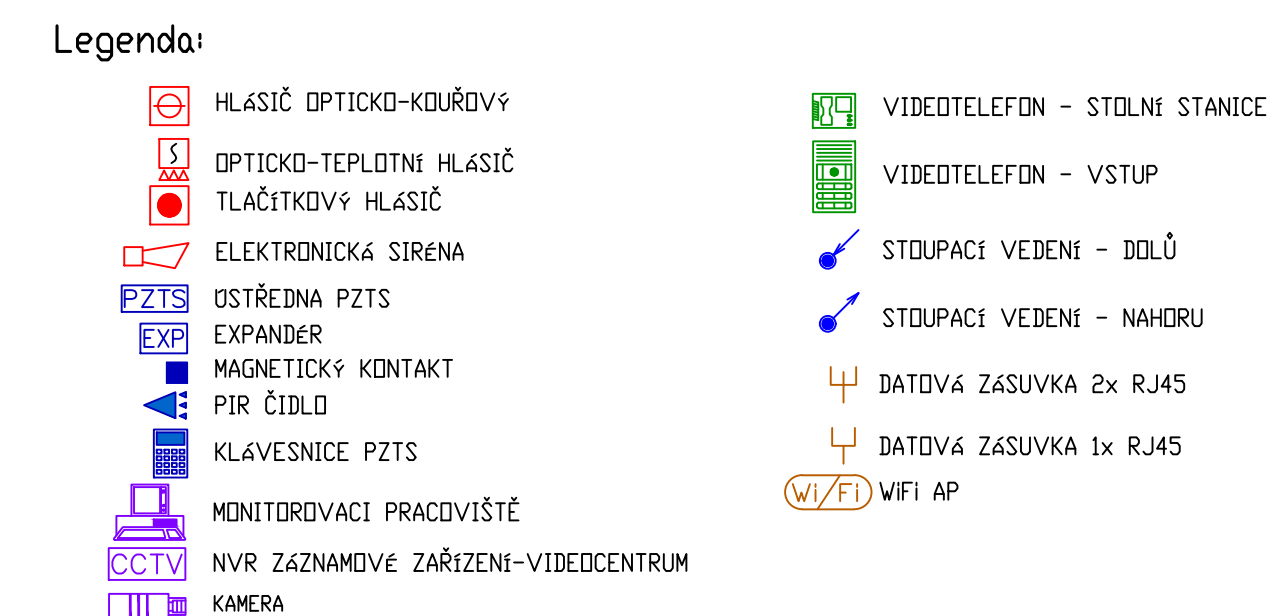 Legenda:
HLÁSIČ OPTICKO-KOUŘOVÝ
S
OPTICKO-TEPLOTNÍ HLÁSIČ
TLAČÍTKOVÝ HLÁSIČ
ELEKTRONICKÁ SIRÉNA
PZTS ÚSTŘEDNA PZTS
EXP EXPANDÉR
MAGNETICKÝ KONTAKT
PIR ČIDLO
KLÁVESNICE PZTS
MONITOROVACI PRACOVIŠTĚ
CCTV NVR ZÁZNAMOVÉ ZAŘÍZENÍ-VIDEOCENTRUM
KAMERA
VIDEOTELEFON - STOLNÍ STANICE
VIDEOTELEFON - VSTUP
STOUPACÍ VEDENÍ - DOLŮ
STOUPACÍ VEDENÍ - NAHORU
DATOVÁ ZÁSUVKA 2x RJ45
DATOVÁ ZÁSUVKA 1x RJ45
Wi/Fi WiFi AP